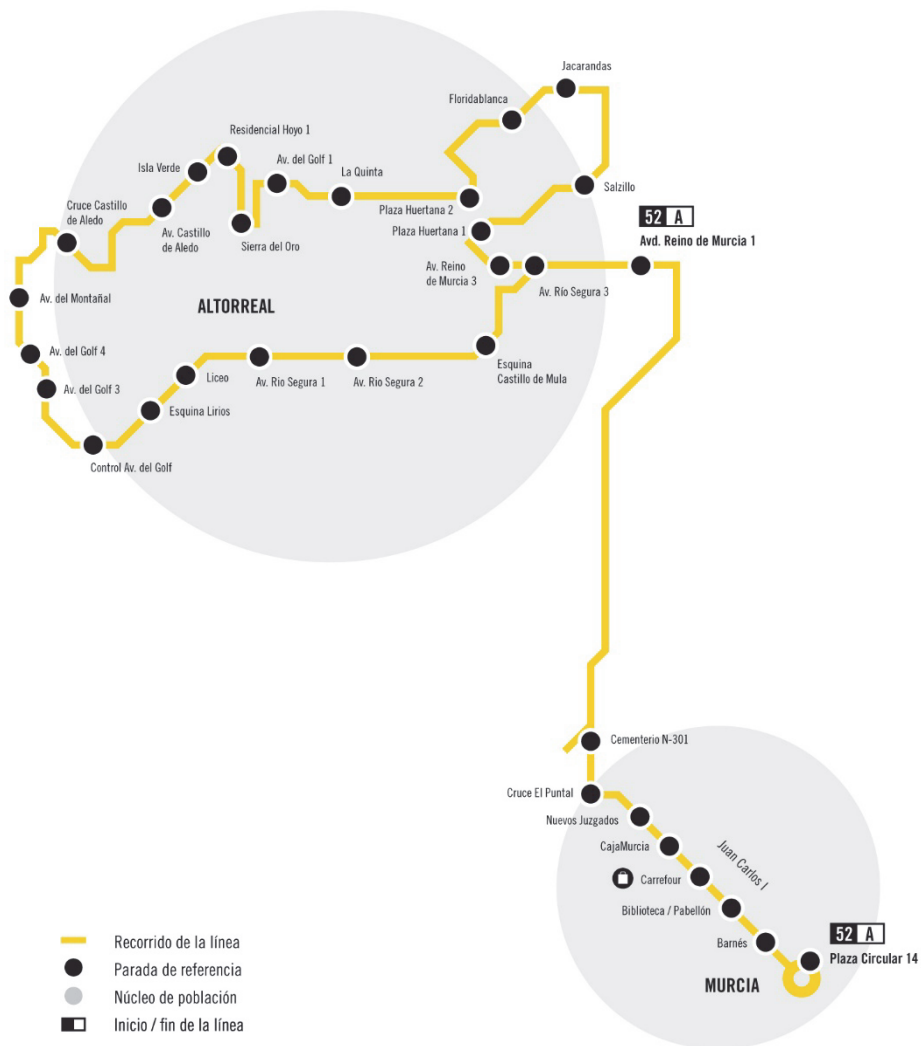 Jacarandas
Floridablanca
Residencial Hoyo 1
Av. del Golf 1
Isla Verde
La Quinta
Salzillo
Cruce Castillo
de Aledo
Plaza Huertana 2
52 A
Avd. Reino de Murcia 1
Av. Castillo
de Aledo
Sierra del Oro
Plaza Huertana 1
Av. Reino
de Murcia 3
Av. Río Segura 3
Av. del Montañal
ALTORREAL
Av. del Golf 4
Av. del Golf 3
Liceo
Av. Rio Segura 1
Av. Rio Segura 2
Esquina
Castillo de Mula
Esquina Lirios
Control Av. del Golf
Cementerio N-301
Cruce El Puntal
Nuevos Juzgados
CajaMurcia
Juan Carlos I
Carrefour
Biblioteca / Pabellón
Barnés
52 A
Plaza Circular 14
MURCIA
Recorrido de la línea
Parada de referencia
Núcleo de población
Inicio / fin de la línea